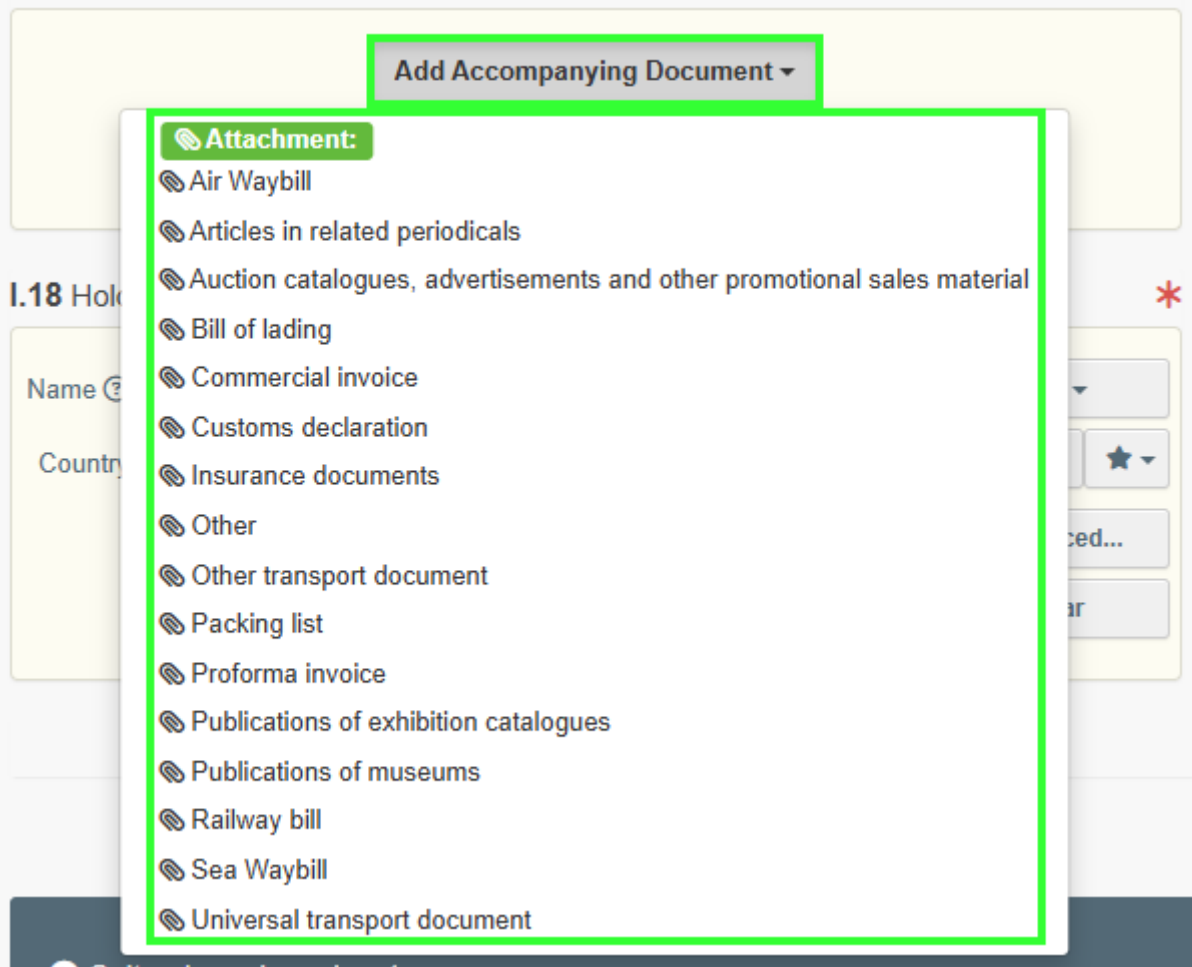 Add Accompanying Document
Attachment:
Air Waybill
Articles in related periodicals
Auction catalogues, advertisements and other promotional sales material
I.18 Hol
Bill of lading
Commercial invoice
Name
Customs declaration
Country
Insurance documents
Other
ced...
Other transport document
ar
Packing list
Proforma invoice
Publications of exhibition catalogues
Publications of museums
Railway bill
Sea Waybill
Universal transport document